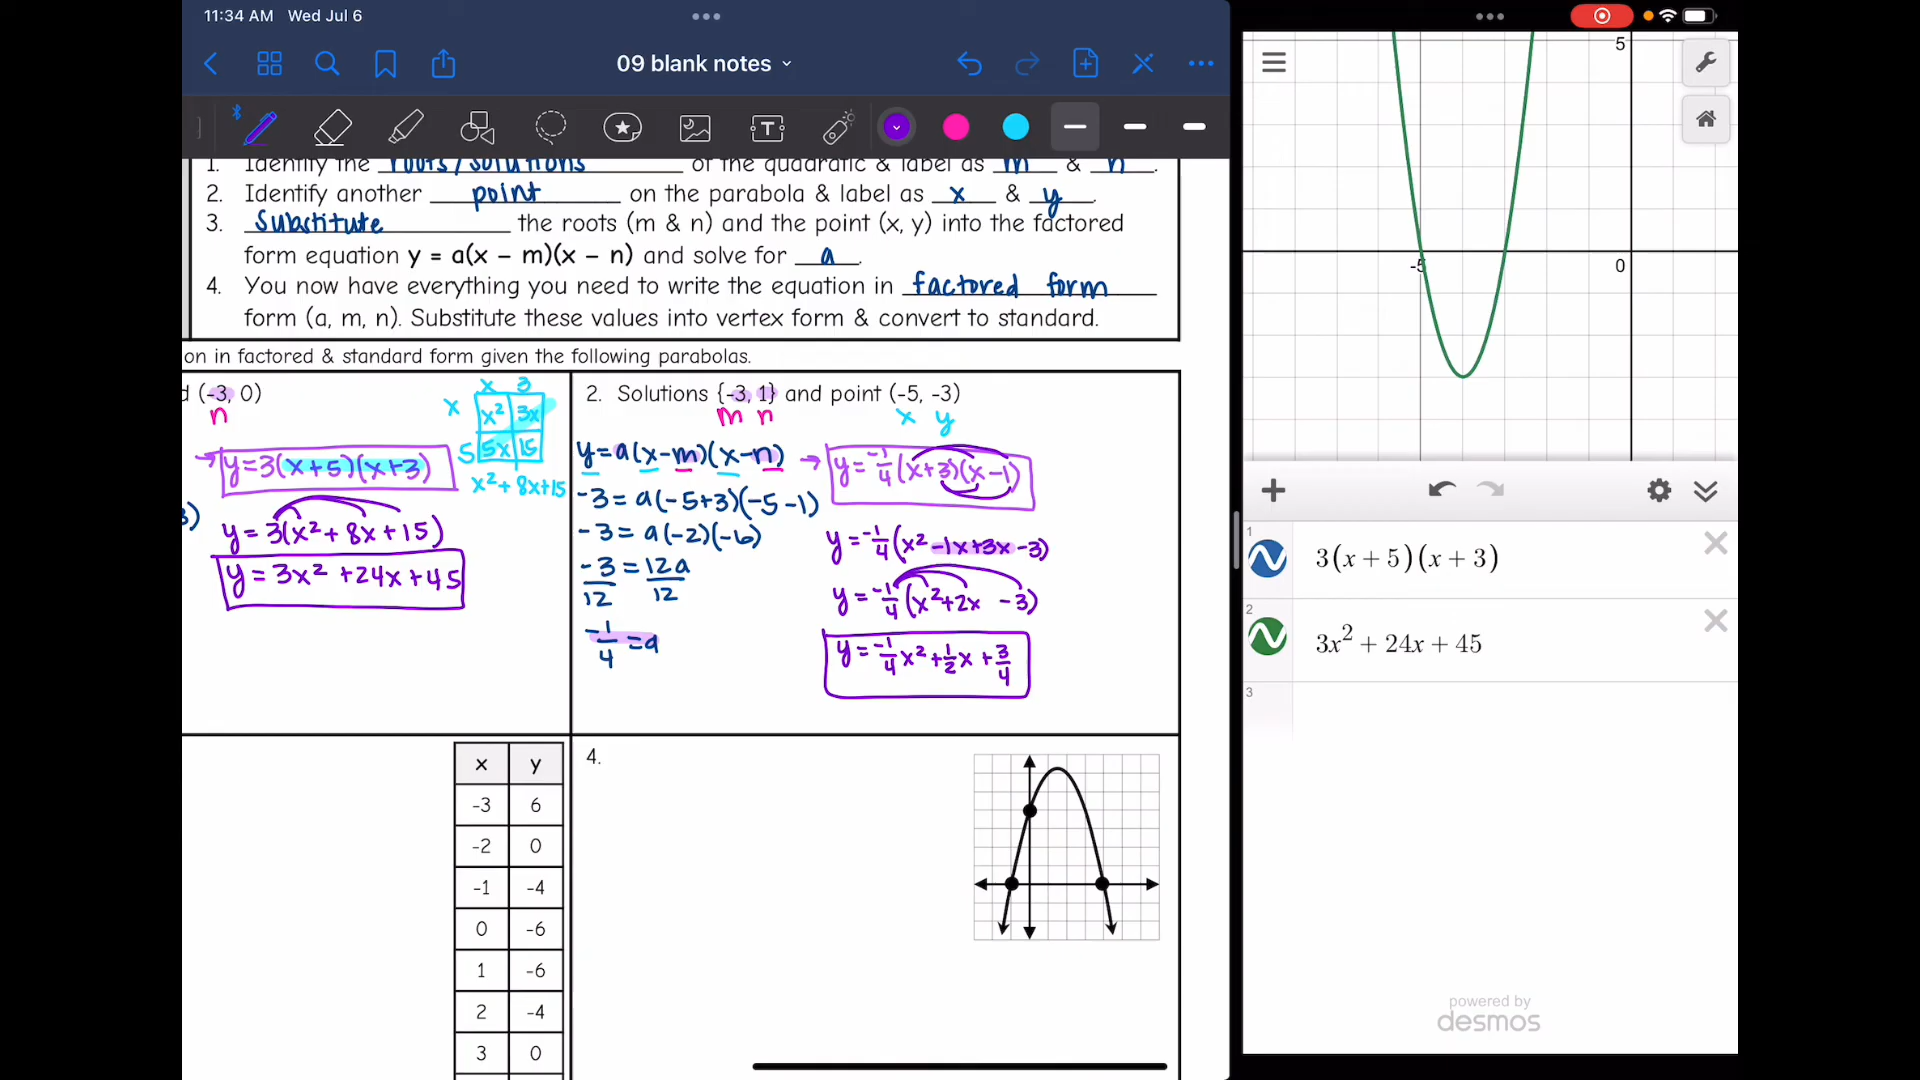 11:34 AM Wed Jul 6
09 blank notes
1. Identify the roots/solutions of the quadratic & label as m & n.
2. Identify another point on the parabola & label as x & y.
3. Substitute the roots (m & n) and the point (x, y) into the factored
form equation y = a(x – m)(x – n) and solve for a.
4. You now have everything you need to write the equation in factored form
form (a, m, n). Substitute these values into vertex form & convert to standard.
on in factored & standard form given the following parabolas.
d (-3, 0)
n
x 3
x x² 3x
5 5x 15
x² + 8x+15
→ y=3(x+5)(x+3)
3)
y=3(x²+8x+15)
y=3x²+24x+45
2. Solutions {-3, 1} and point (-5, -3)
m n x y
y=a(x-m)(x-n) → y=-1/4(x+3)(x-1)
-3=a(-5+3)(-5-1)
-3=a(-2)(-6)
y=-1/4(x²-1x+3x-3)
-3=12a
12 12
y=-1/4(x²+2x -3)
-1/4=a
y=-1/4x²+1/2x+3/4
x y
-3 6
-2 0
-1 -4
0 -6
1 -6
2 -4
3 0
4.
5
-5 0
1
3(x+5)(x+3)
2
3x²+24x+45
3
powered by
desmos